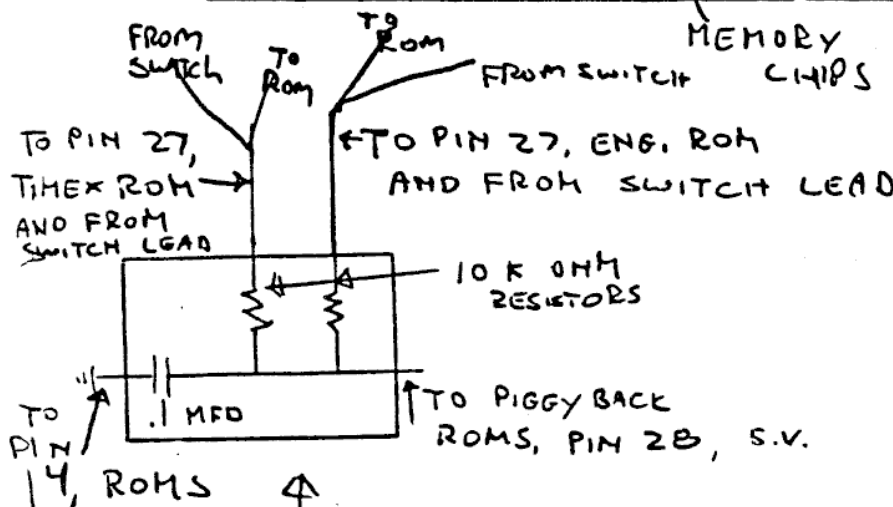 FROM
SWITCH
TO
ROM
TO
ROM
FROM SWITCH
MEMORY
CHIPS
TO PIN 27,
TIMEX ROM
AND FROM
SWITCH LEAD
TO PIN 27, ENG. ROM
AND FROM SWITCH LEAD
10 K OHM
RESISTORS
.1 MFD
TO
PIN
14, ROMS
TO PIGGY BACK
ROMS, PIN 28, 5.V.